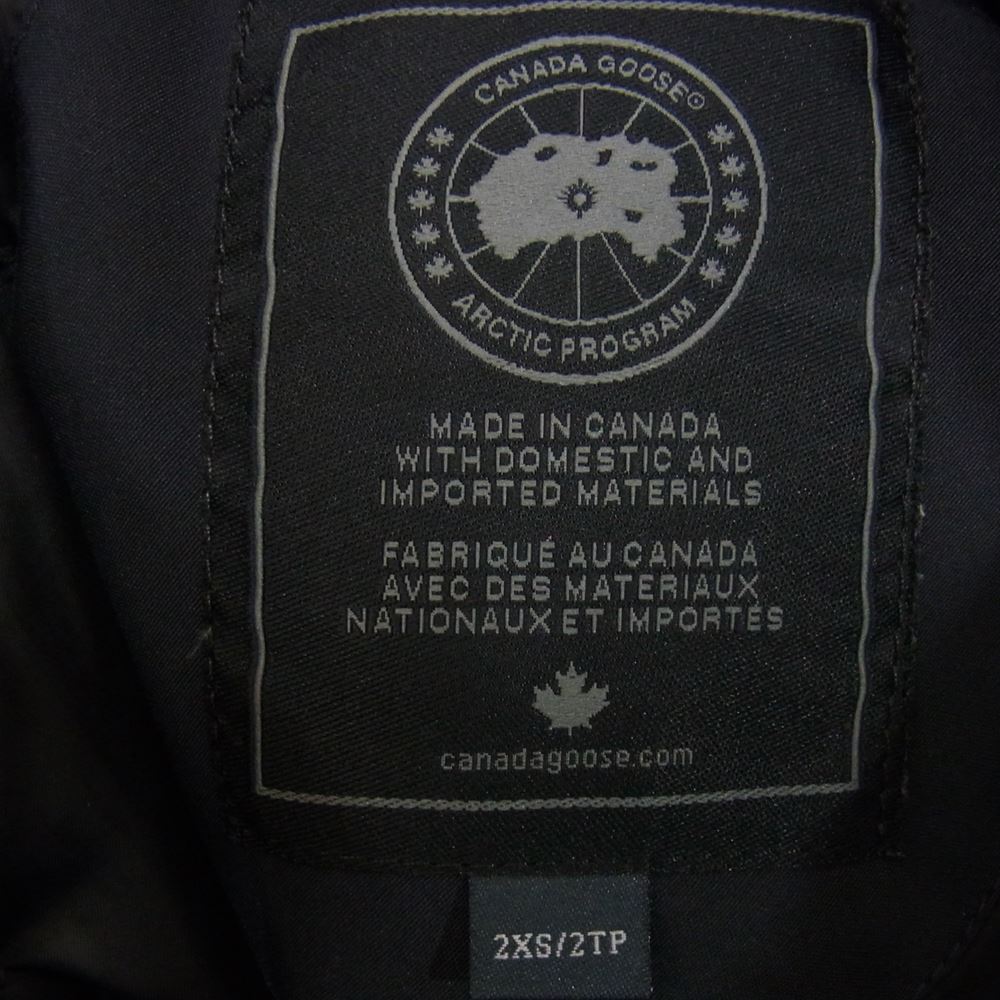 CANADA GOOSE®
ARCTIC PROGRAM
MADE IN CANADA
WITH DOMESTIC AND
IMPORTED MATERIALS
FABRIQUÉ AU CANADA
AVEC DES MATERIAUX
NATIONAUX ET IMPORTÉS
canadagoose.com
2XS/2TP